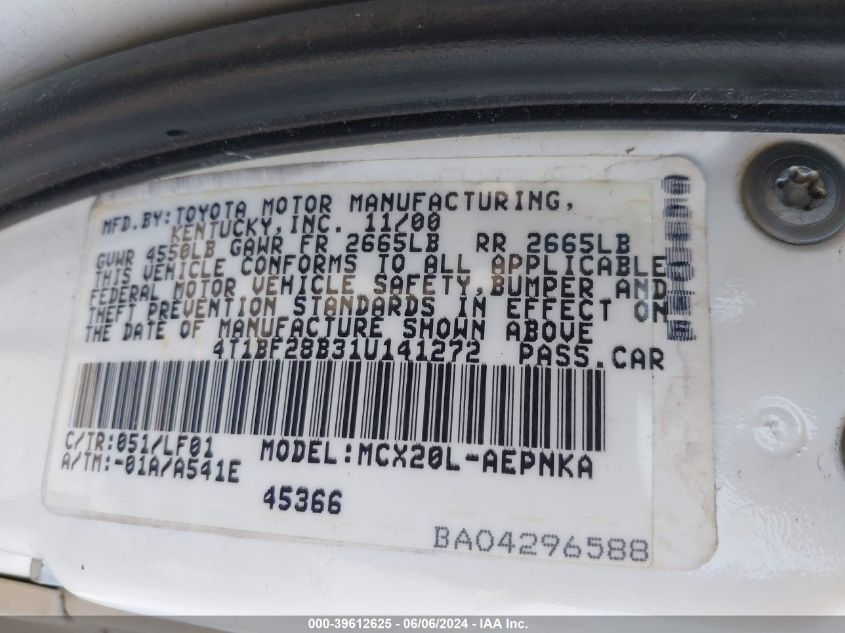 MFD.BY:TOYOTA MOTOR MANUFACTURING,
KENTUCKY,INC. 11/00
GVWR 4550LB GAWR FR 2665LB RR 2665LB
THIS VEHICLE CONFORMS TO ALL APPLICABLE
FEDERAL MOTOR VEHICLE SAFETY,BUMPER AND
THEFT PREVENTION STANDARDS IN EFFECT ON
THE DATE OF MANUFACTURE SHOWN ABOVE
4T1BF28B31U141272 PASS.CAR
C/TR:051/LF01 MODEL:MCX20L-AEPNKA
A/TM:-01A/A541E
45366
BA04296588
000-39612625 - 06/06/2024 - IAA Inc.